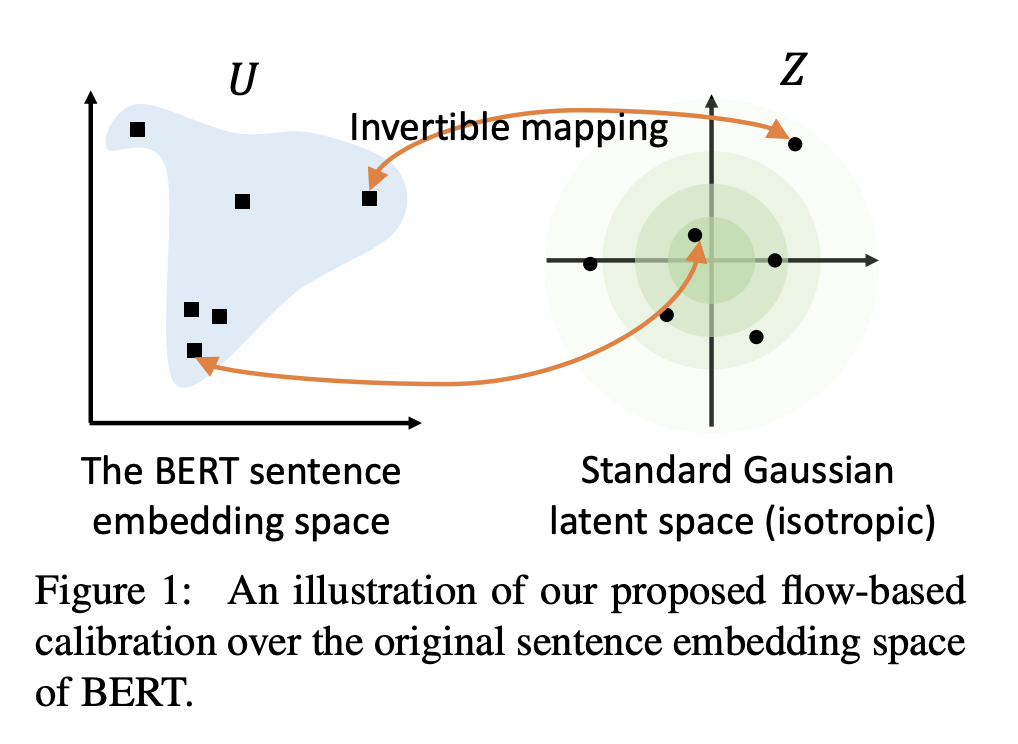 U
Z
Invertible mapping
The BERT sentence
embedding space
Standard Gaussian
latent space (isotropic)
Figure 1: An illustration of our proposed flow-based
calibration over the original sentence embedding space
of BERT.